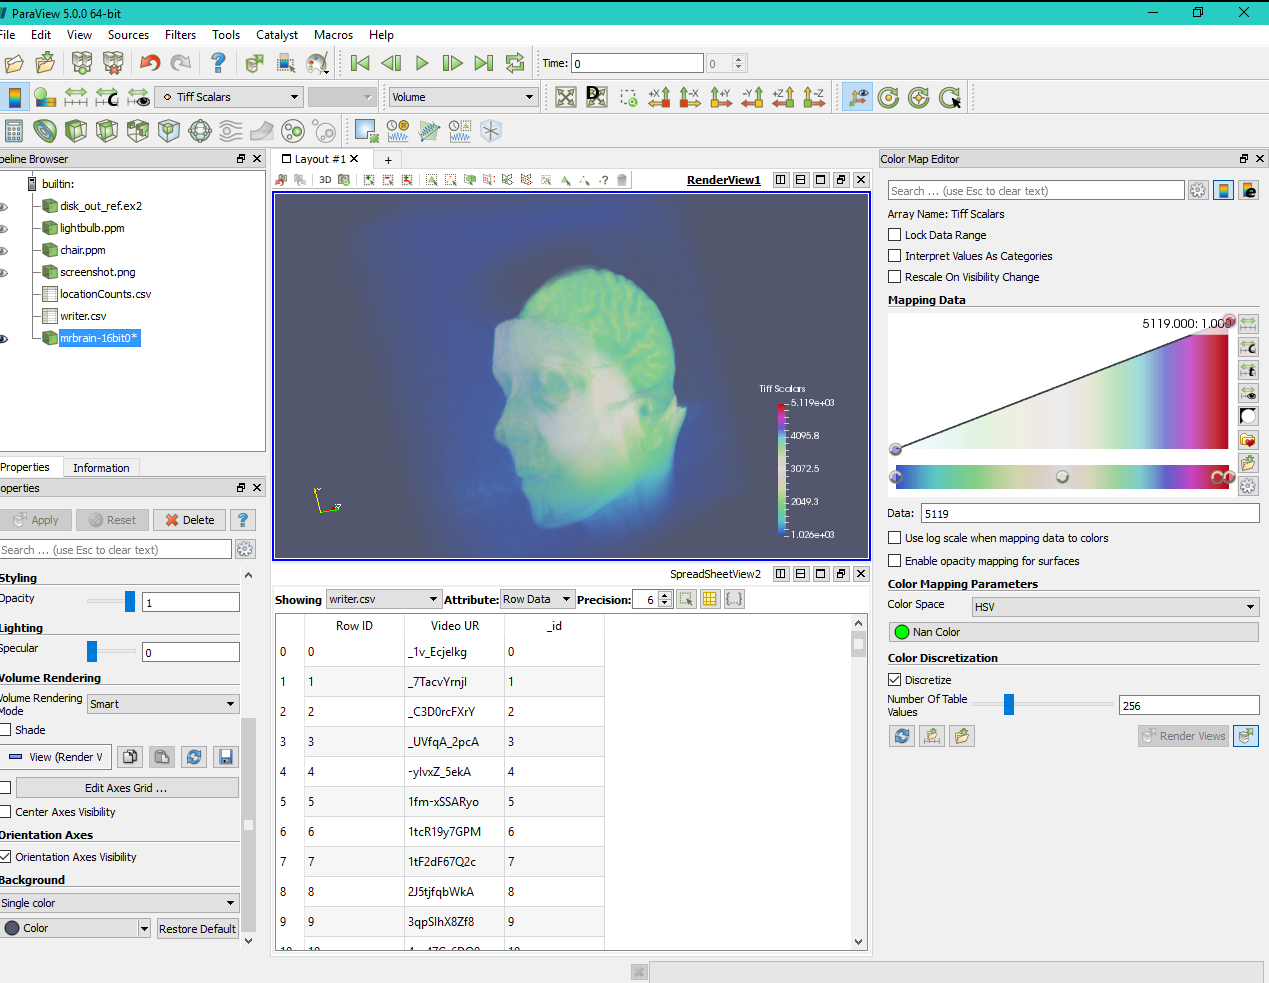 ParaView 5.0.0 64-bit
File Edit View Sources Filters Tools Catalyst Macros Help
Time: 0 0
Tiff Scalars Volume
+X -X +Y -Y +Z -Z
Pipeline Browser
builtin:
disk_out_ref.ex2
lightbulb.ppm
chair.ppm
screenshot.png
locationCounts.csv
writer.csv
mrbrain-16bit0*
Properties Information
Properties
Apply Reset Delete ?
Search ... (use Esc to clear text)
Styling
Opacity 1
Lighting
Specular 0
Volume Rendering
Volume Rendering
Mode Smart
Shade
View (Render V
Edit Axes Grid ...
Center Axes Visibility
Orientation Axes
Orientation Axes Visibility
Background
Single color
Color Restore Default
Layout #1 +
3D RenderView1
Tiff Scalars
5.119e+03
4095.8
3072.5
2049.3
1.026e+03
SpreadSheetView2
Showing writer.csv Attribute: Row Data Precision: 6
Row ID Video UR _id
0 0 _1v_Ecjelkg 0
1 1 _7TacvYrnjI 1
2 2 _C3D0rcFXrY 2
3 3 _UVfqA_2pcA 3
4 4 -ylvxZ_5ekA 4
5 5 1fm-xSSARyo 5
6 6 1tcR19y7GPM 6
7 7 1tF2dF67Q2c 7
8 8 2J5tjfqbWkA 8
9 9 3qpSlhX8Zf8 9
Color Map Editor
Search ... (use Esc to clear text)
Array Name: Tiff Scalars
Lock Data Range
Interpret Values As Categories
Rescale On Visibility Change
Mapping Data
5119.000: 1.000
Data: 5119
Use log scale when mapping data to colors
Enable opacity mapping for surfaces
Color Mapping Parameters
Color Space HSV
Nan Color
Color Discretization
Discretize
Number Of Table
Values 256
Render Views